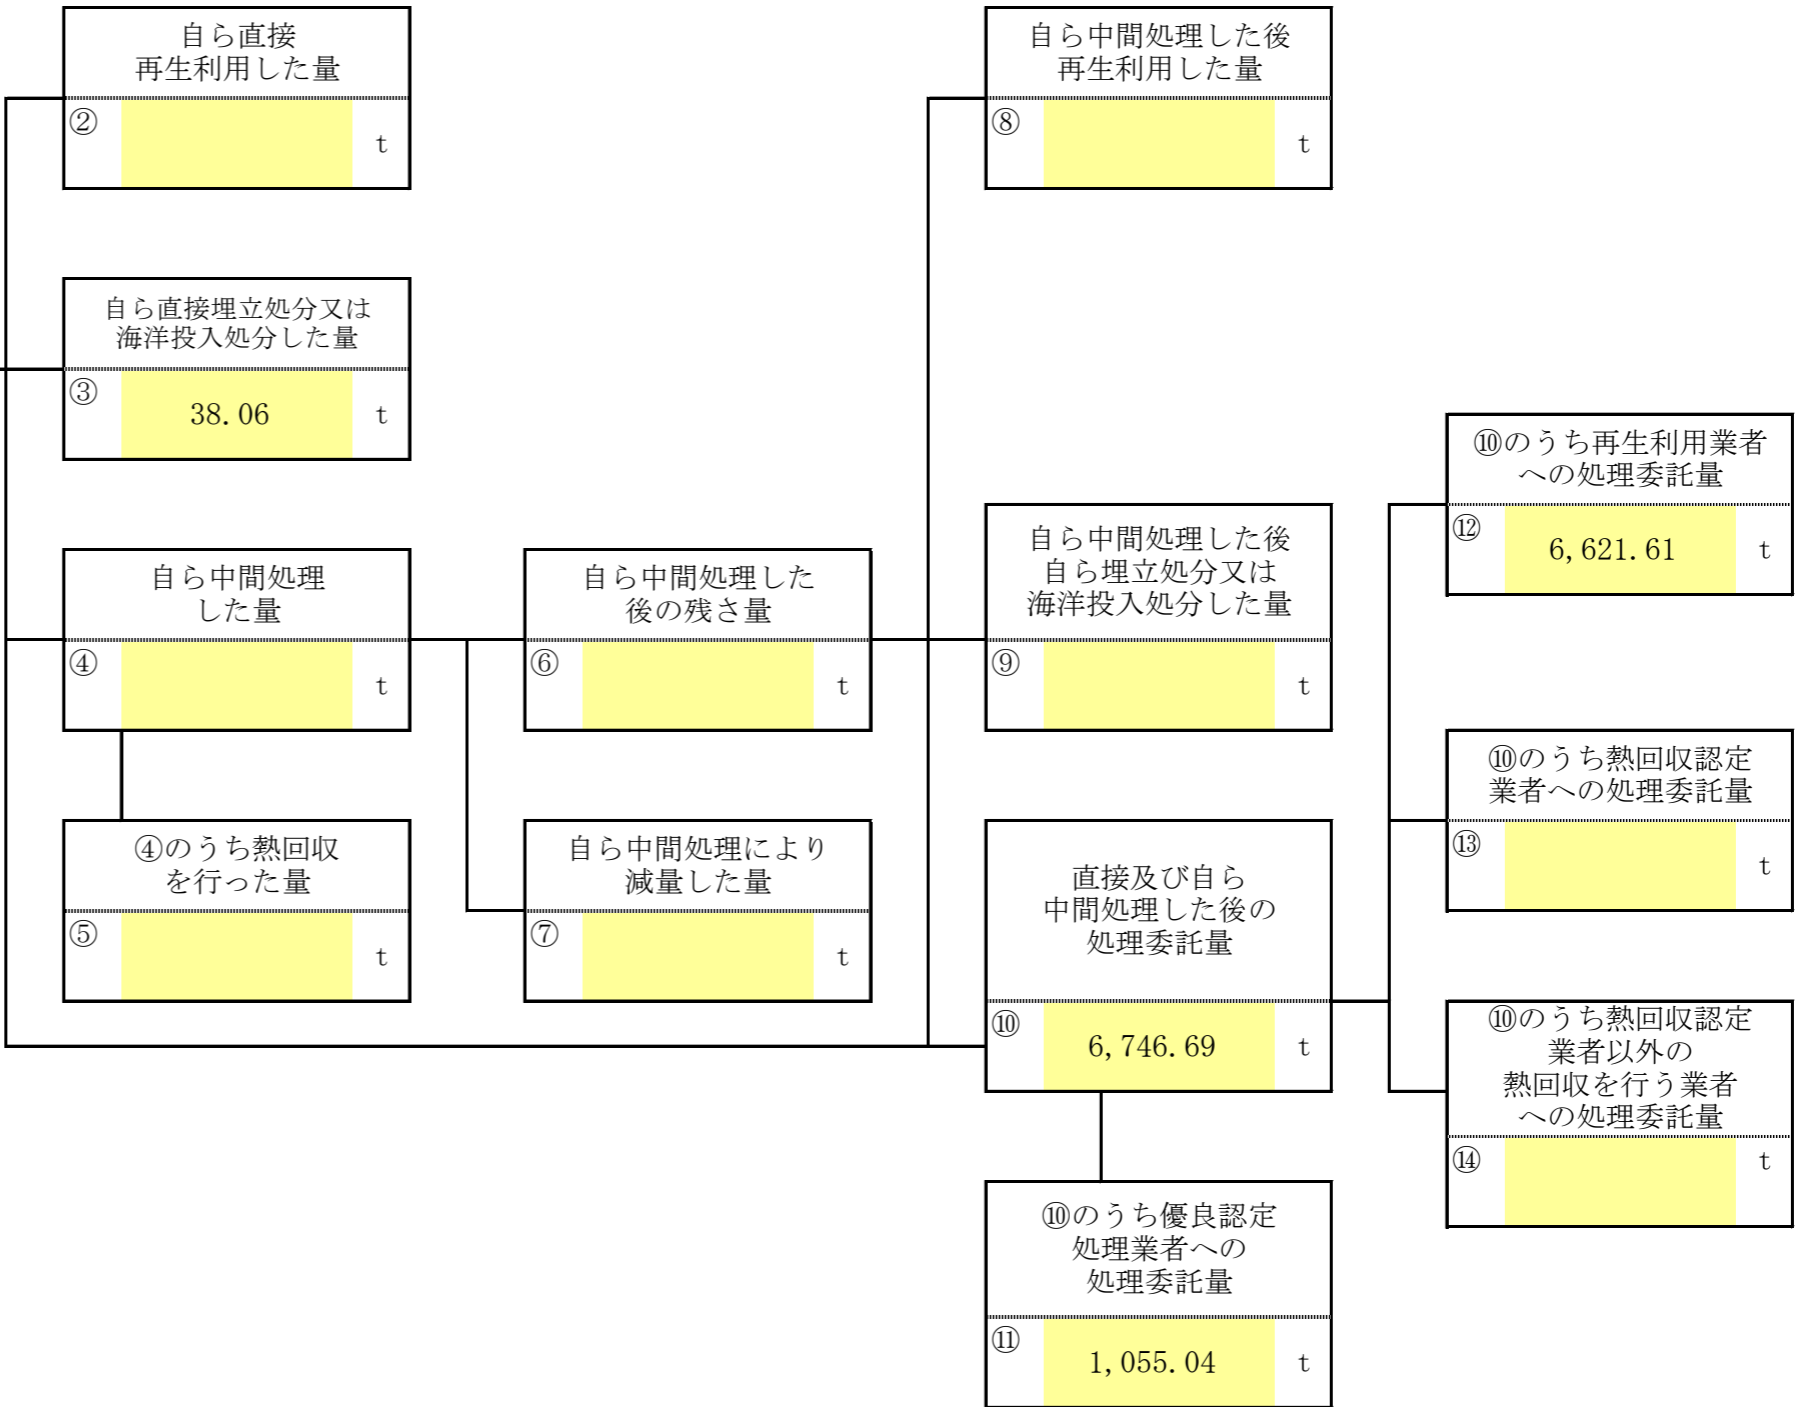 自ら直接
再生利用した量
②
t
自ら中間処理した後
再生利用した量
⑧
t
自ら直接埋立処分又は
海洋投入処分した量
③
38.06
t
⑩のうち再生利用業者
への処理委託量
⑫
6,621.61
t
自ら中間処理
した量
④
t
自ら中間処理した
後の残さ量
⑥
t
自ら中間処理した後
自ら埋立処分又は
海洋投入処分した量
⑨
t
⑩のうち熱回収認定
業者への処理委託量
⑬
t
④のうち熱回収
を行った量
⑤
t
自ら中間処理により
減量した量
⑦
t
直接及び自ら
中間処理した後の
処理委託量
⑩
6,746.69
t
⑩のうち熱回収認定
業者以外の
熱回収を行う業者
への処理委託量
⑭
t
⑩のうち優良認定
処理業者への
処理委託量
⑪
1,055.04
t